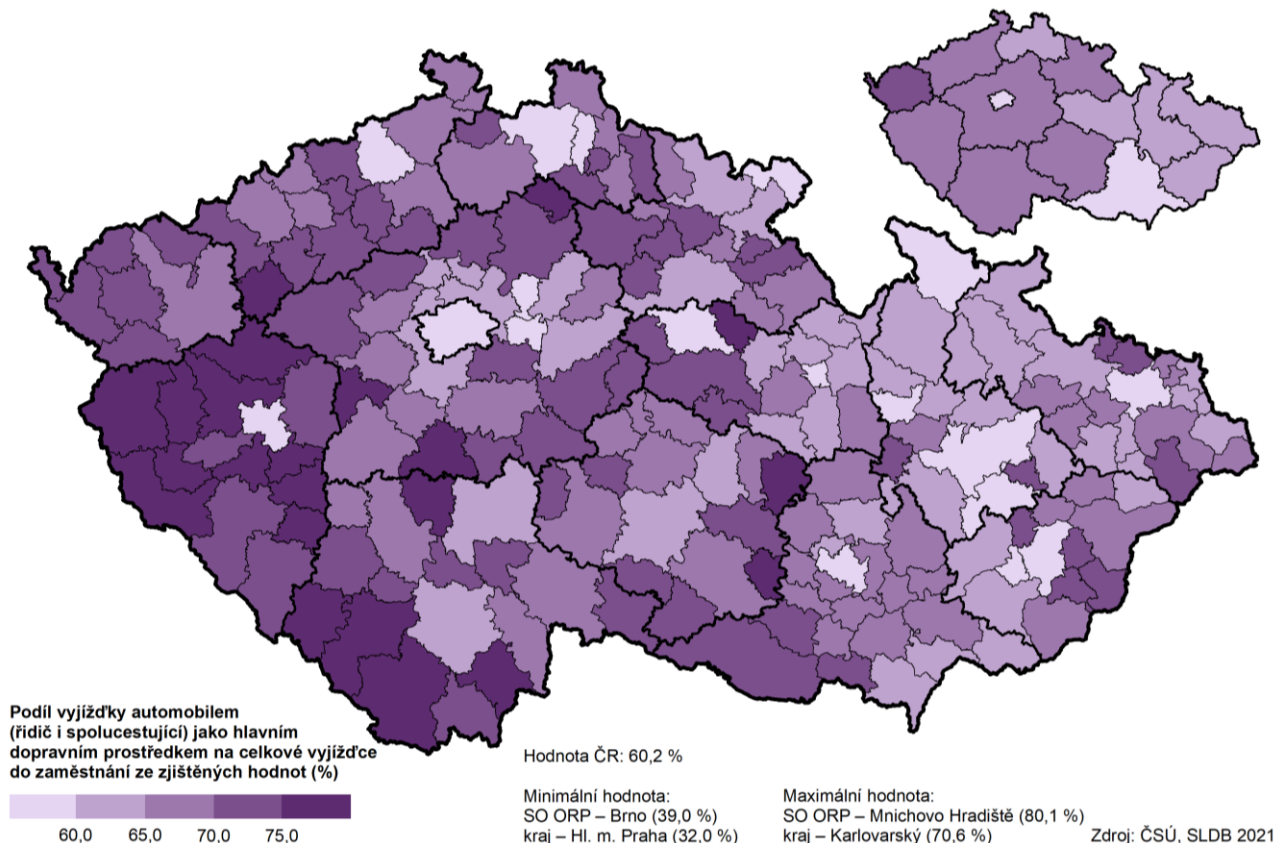 Podíl vyjížďky automobilem
(řidič i spolucestující) jako hlavním
dopravním prostředkem na celkové vyjížďce
do zaměstnání ze zjištěných hodnot (%)
60,0 65,0 70,0 75,0
Hodnota ČR: 60,2 %
Minimální hodnota:
SO ORP – Brno (39,0 %)
kraj – Hl. m. Praha (32,0 %)
Maximální hodnota:
SO ORP – Mnichovo Hradiště (80,1 %)
kraj – Karlovarský (70,6 %)
Zdroj: ČSÚ, SLDB 2021